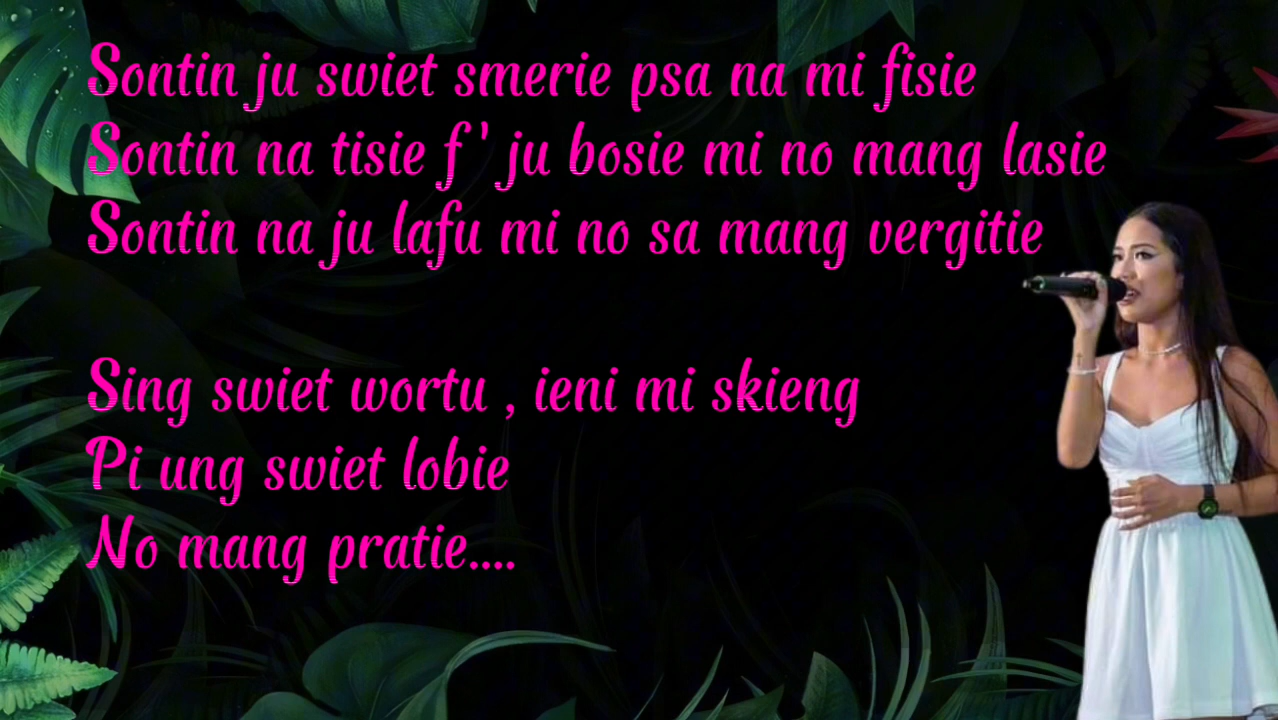 Sontin ju swiet smerie psa na mi fisie
Sontin na tisie f ' ju bosie mi no mang lasie
Sontin na ju lafu mi no sa mang vergitie
Sing swiet wortu , ieni mi skieng
Pi ung swiet lobie
No mang pratie....